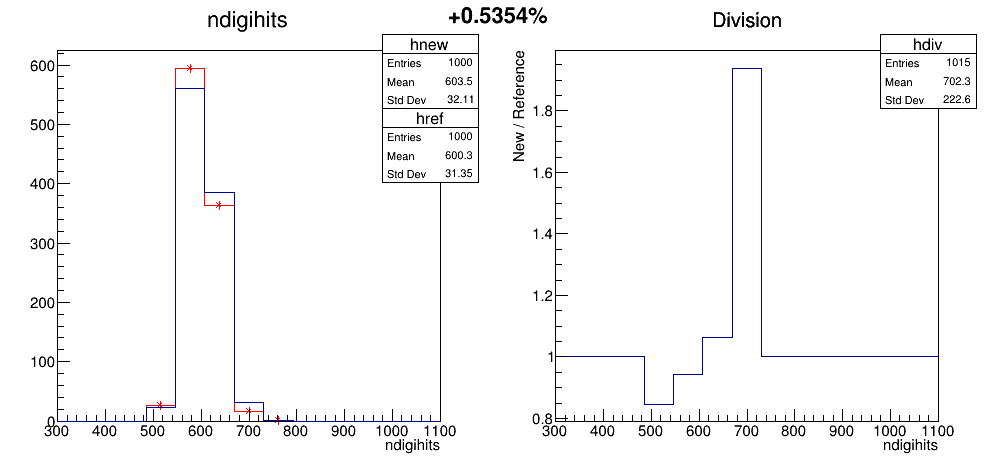 +0.5354%
ndigihits
hnew
Entries 1000
Mean 603.5
Std Dev 32.11
href
Entries 1000
Mean 600.3
Std Dev 31.35
600
500
400
300
200
100
0
300 400 500 600 700 800 900 1000 1100
ndigihits
Division
hdiv
Entries 1015
Mean 702.3
Std Dev 222.6
New / Reference
1.8
1.6
1.4
1.2
1
0.8
300 400 500 600 700 800 900 1000 1100
ndigihits